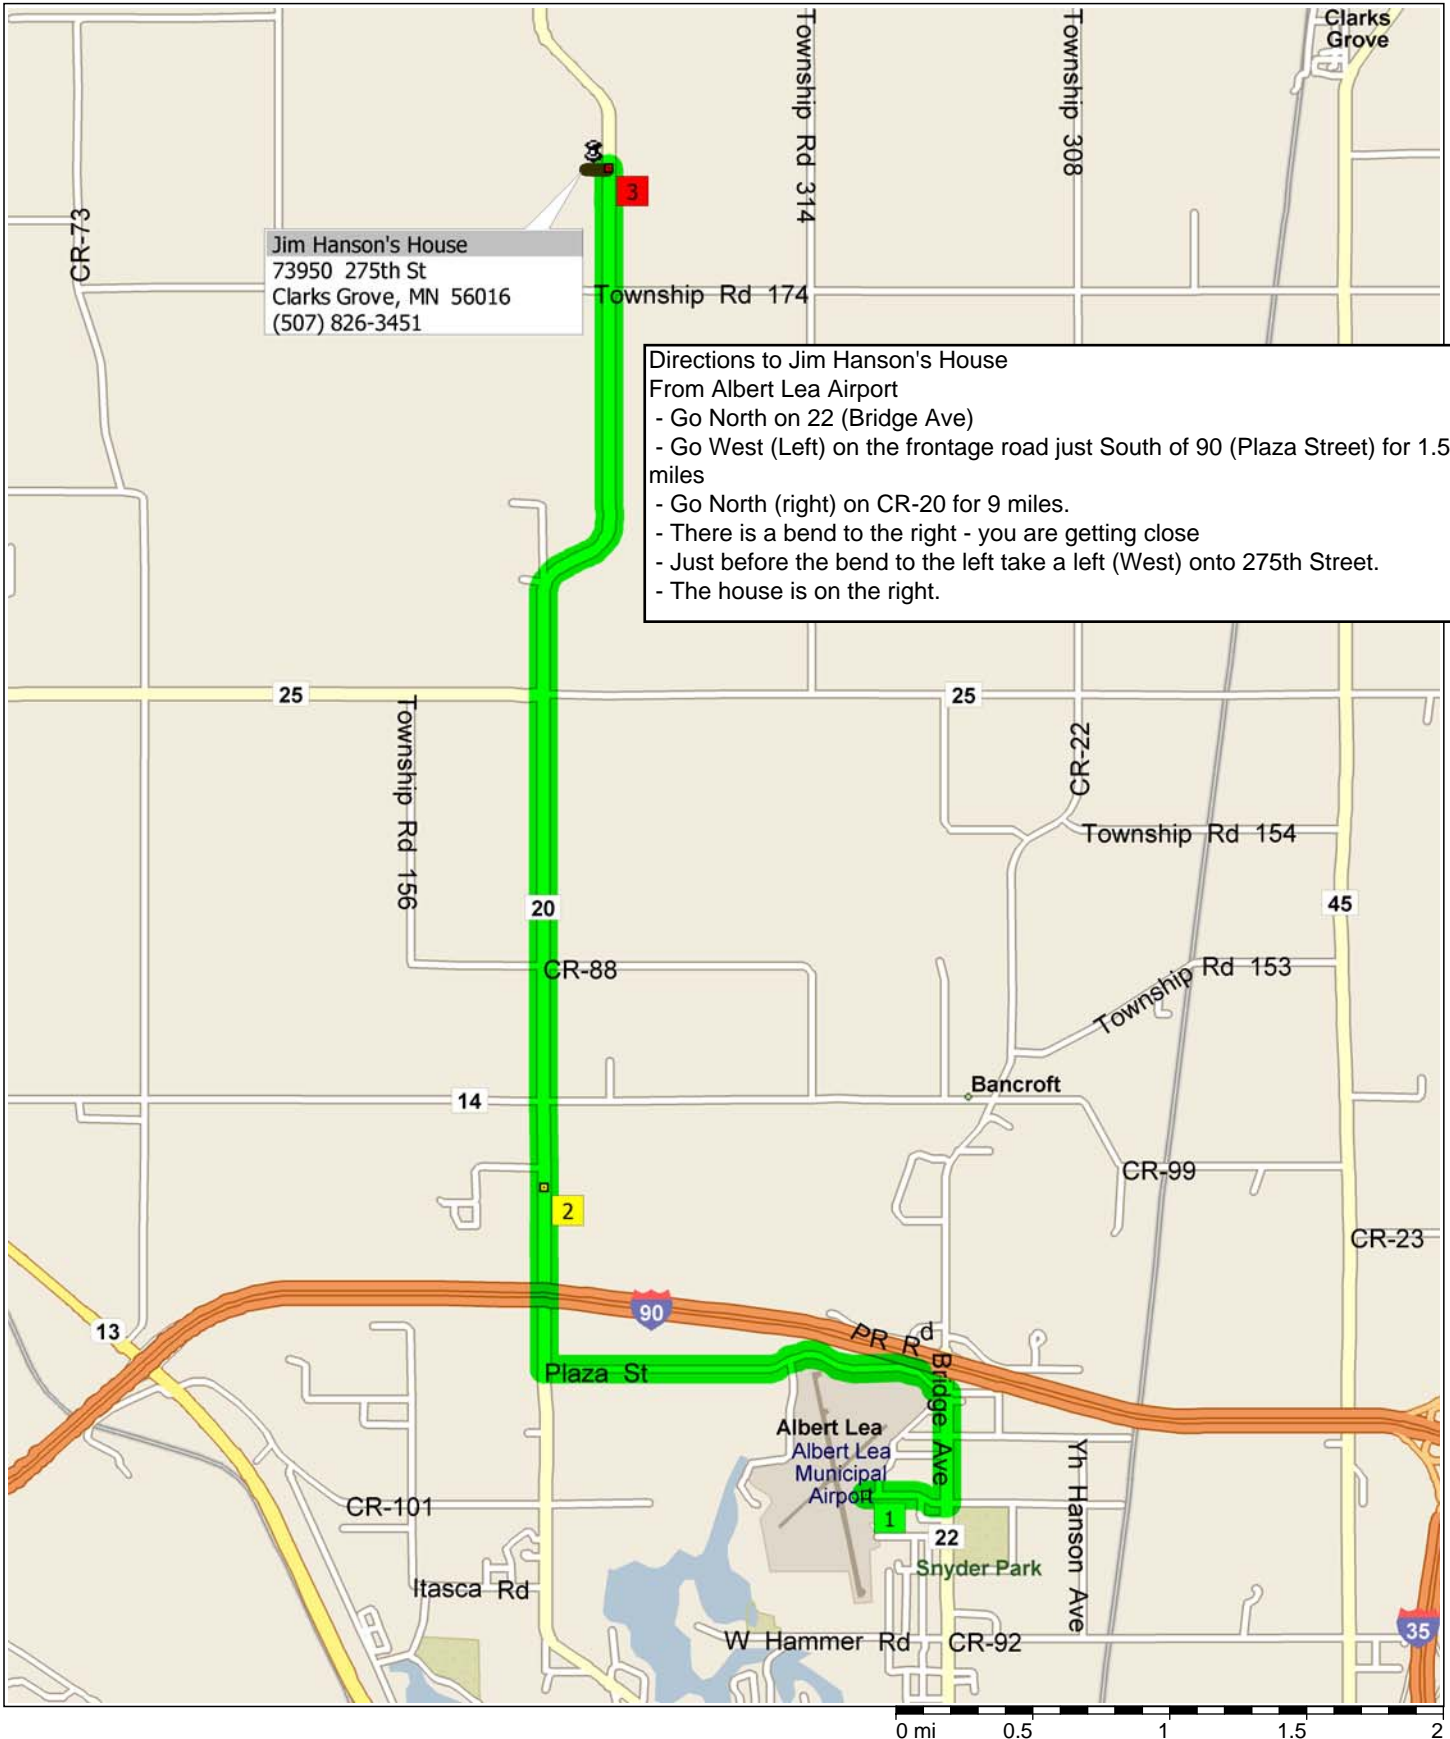 Clarks
Grove
Township Rd 314
Township 308
CR-73
3
Jim Hanson's House
73950 275th St
Clarks Grove, MN 56016
(507) 826-3451
Township Rd 174
Directions to Jim Hanson's House
From Albert Lea Airport
- Go North on 22 (Bridge Ave)
- Go West (Left) on the frontage road just South of 90 (Plaza Street) for 1.5
miles
- Go North (right) on CR-20 for 9 miles.
- There is a bend to the right - you are getting close
- Just before the bend to the left take a left (West) onto 275th Street.
- The house is on the right.
25
25
Township Rd 156
CR-22
Township Rd 154
20
45
CR-88
Township Rd 153
14
Bancroft
CR-99
2
CR-23
90
13
PR Rd
Plaza St
Bridge Ave
Albert Lea
Albert Lea
Municipal
Airport
Yh Hanson Ave
CR-101
1
22
Snyder Park
Itasca Rd
W Hammer Rd
CR-92
35
0 mi 0.5 1 1.5 2